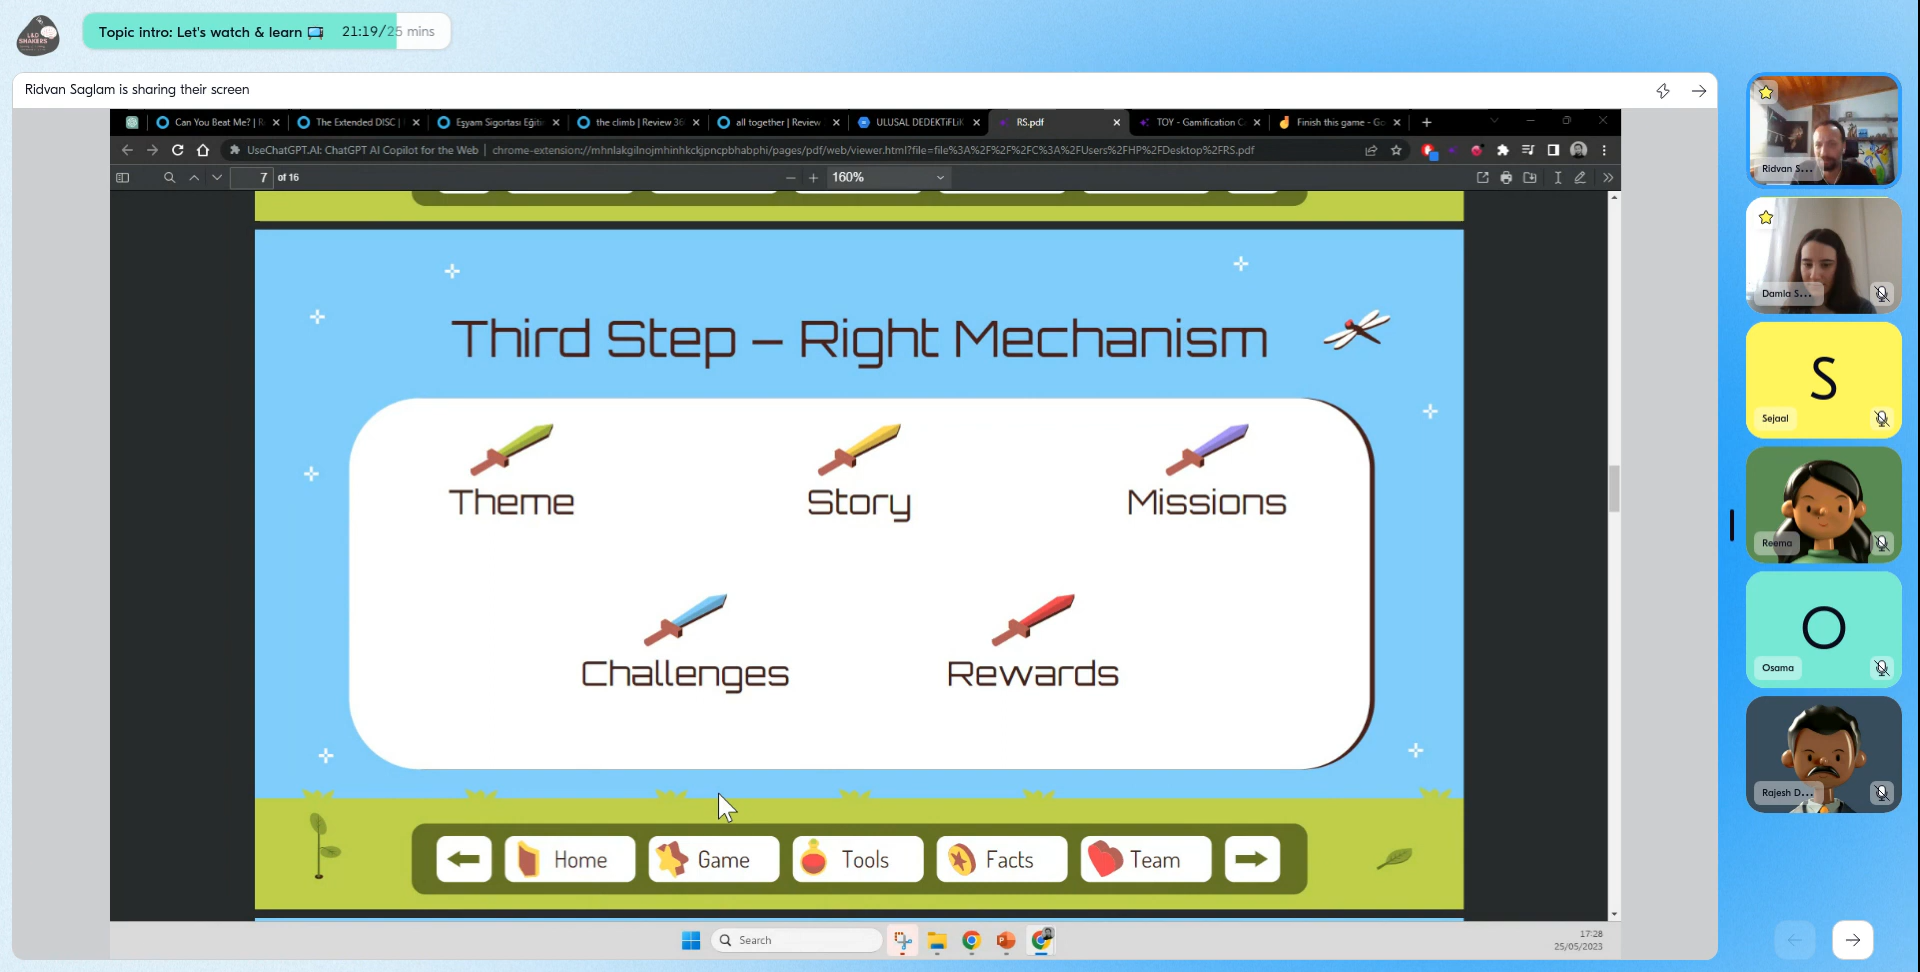 L&D
SHAKERS
Topic intro: Let's watch & learn 21:19/25 mins
Ridvan Saglam is sharing their screen
Can You Beat Me? | R
The Extended DISC |
Eşyam Sigortası Eğiti
the climb | Review 36
all together | Review
ULUSAL DEDEKTiFLiK
RS.pdf
TOY - Gamification C
Finish this game - Go
UseChatGPT.AI: ChatGPT AI Copilot for the Web | chrome-extension://mhnlakgilnojmhinhkckjpncpbhabphi/pages/pdf/web/viewer.html?file=file%3A%2F%2F%2FC%3A%2FUsers%2FHP%2FDesktop%2FRS.pdf
7 of 16
160%
Third Step – Right Mechanism
Theme
Story
Missions
Challenges
Rewards
Home
Game
Tools
Facts
Team
Search
17:28
25/05/2023
Ridvan S...
Damla S...
S
Sejaal
Reema
O
Osama
Rajesh D...